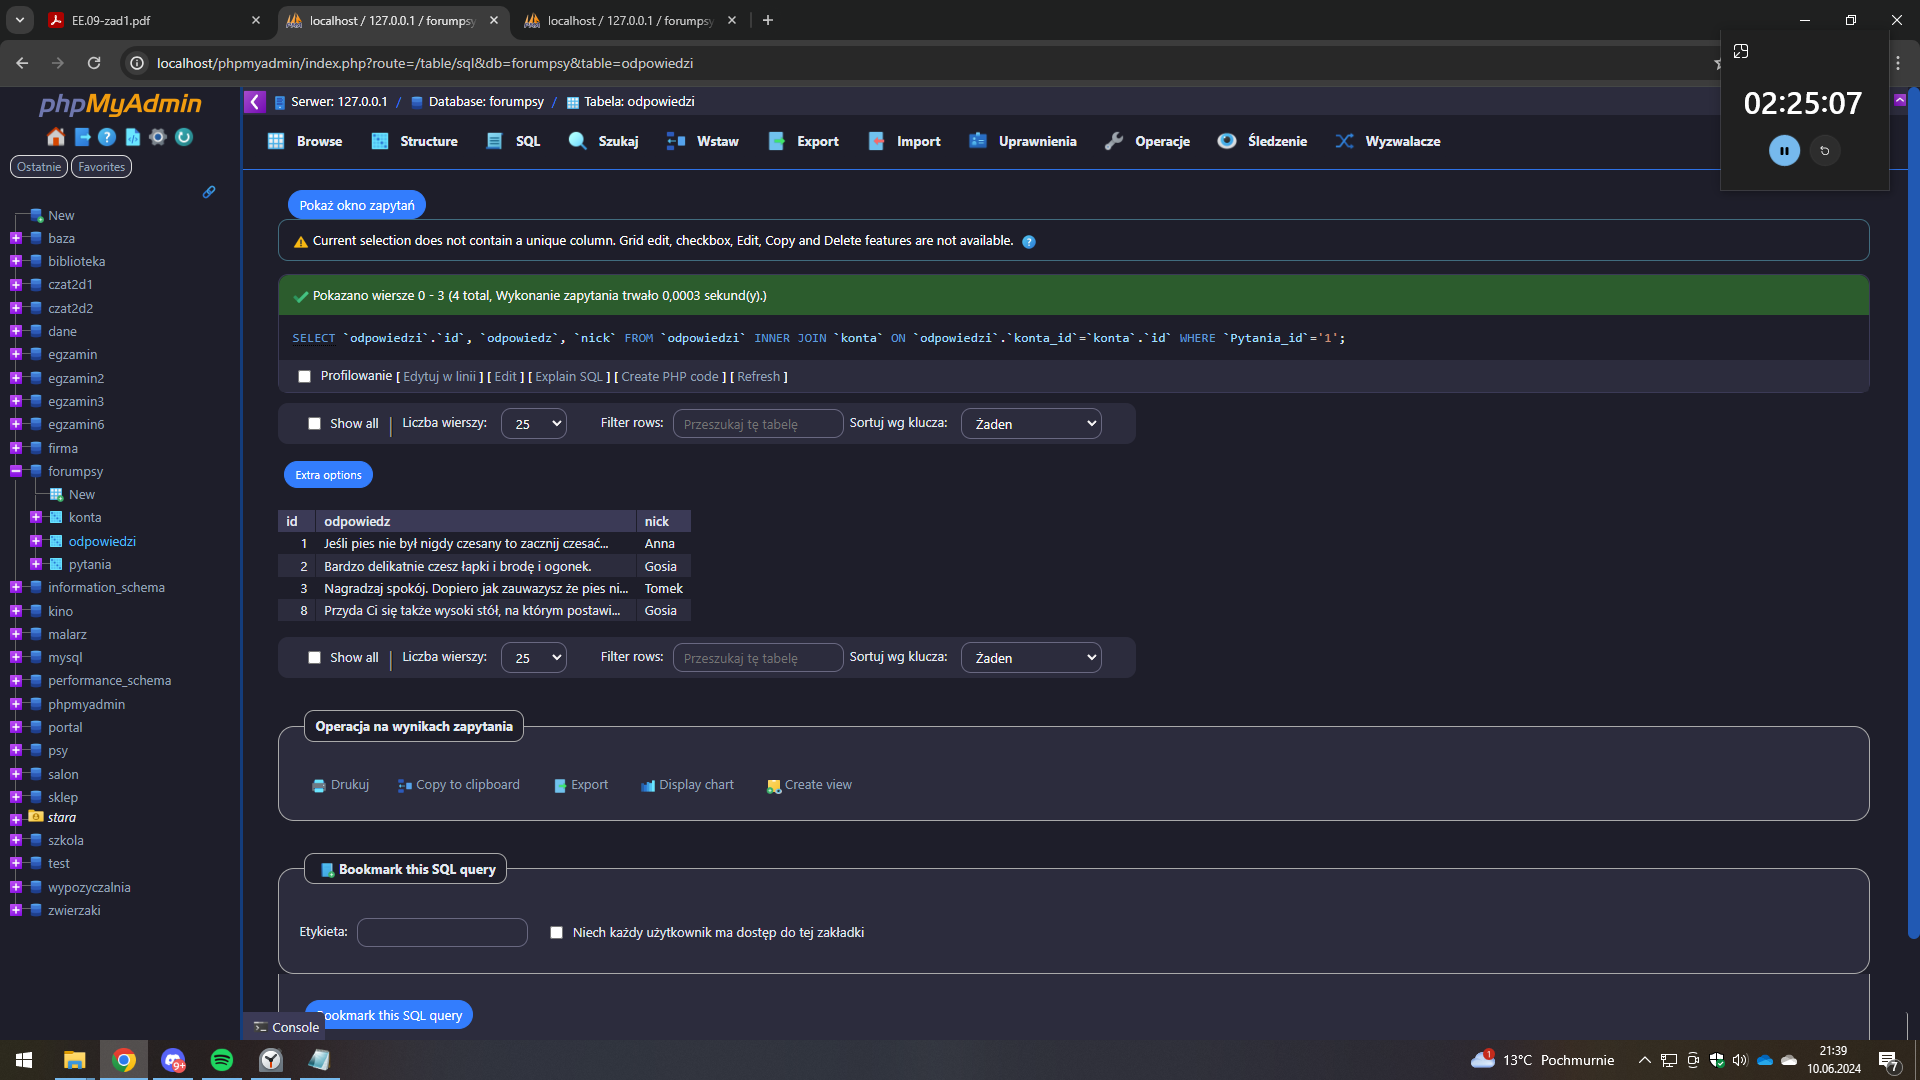 EE.09-zad1.pdf
localhost / 127.0.0.1 / forumpsy
localhost / 127.0.0.1 / forumpsy
localhost/phpmyadmin/index.php?route=/table/sql&db=forumpsy&table=odpowiedzi
02:25:07
phpMyAdmin
Ostatnie
Favorites
New
baza
biblioteka
czat2d1
czat2d2
dane
egzamin
egzamin2
egzamin3
egzamin6
firma
forumpsy
New
konta
odpowiedzi
pytania
information_schema
kino
malarz
mysql
performance_schema
phpmyadmin
portal
psy
salon
sklep
stara
szkola
test
wypozyczalnia
zwierzaki
Serwer: 127.0.0.1 / Database: forumpsy / Tabela: odpowiedzi
Browse Structure SQL Szukaj Wstaw Export Import Uprawnienia Operacje Śledzenie Wyzwalacze
Pokaż okno zapytań
Current selection does not contain a unique column. Grid edit, checkbox, Edit, Copy and Delete features are not available.
Pokazano wiersze 0 - 3 (4 total, Wykonanie zapytania trwało 0,0003 sekund(y).)
SELECT `odpowiedzi`.`id`, `odpowiedz`, `nick` FROM `odpowiedzi` INNER JOIN `konta` ON `odpowiedzi`.`konta_id`=`konta`.`id` WHERE `Pytania_id`='1';
Profilowanie [ Edytuj w linii ] [ Edit ] [ Explain SQL ] [ Create PHP code ] [ Refresh ]
Show all | Liczba wierszy: 25 Filter rows: Przeszukaj tę tabelę Sortuj wg klucza: Żaden
Extra options
id odpowiedz nick
1 Jeśli pies nie był nigdy czesany to zacznij czesać... Anna
2 Bardzo delikatnie czesz łapki i brodę i ogonek. Gosia
3 Nagradzaj spokój. Dopiero jak zauwazysz że pies ni... Tomek
8 Przyda Ci się także wysoki stół, na którym postawi... Gosia
Show all | Liczba wierszy: 25 Filter rows: Przeszukaj tę tabelę Sortuj wg klucza: Żaden
Operacja na wynikach zapytania
Drukuj Copy to clipboard Export Display chart Create view
Bookmark this SQL query
Etykieta: Niech każdy użytkownik ma dostęp do tej zakładki
Bookmark this SQL query
Console
9+
1
13°C Pochmurnie
21:39
10.06.2024
7